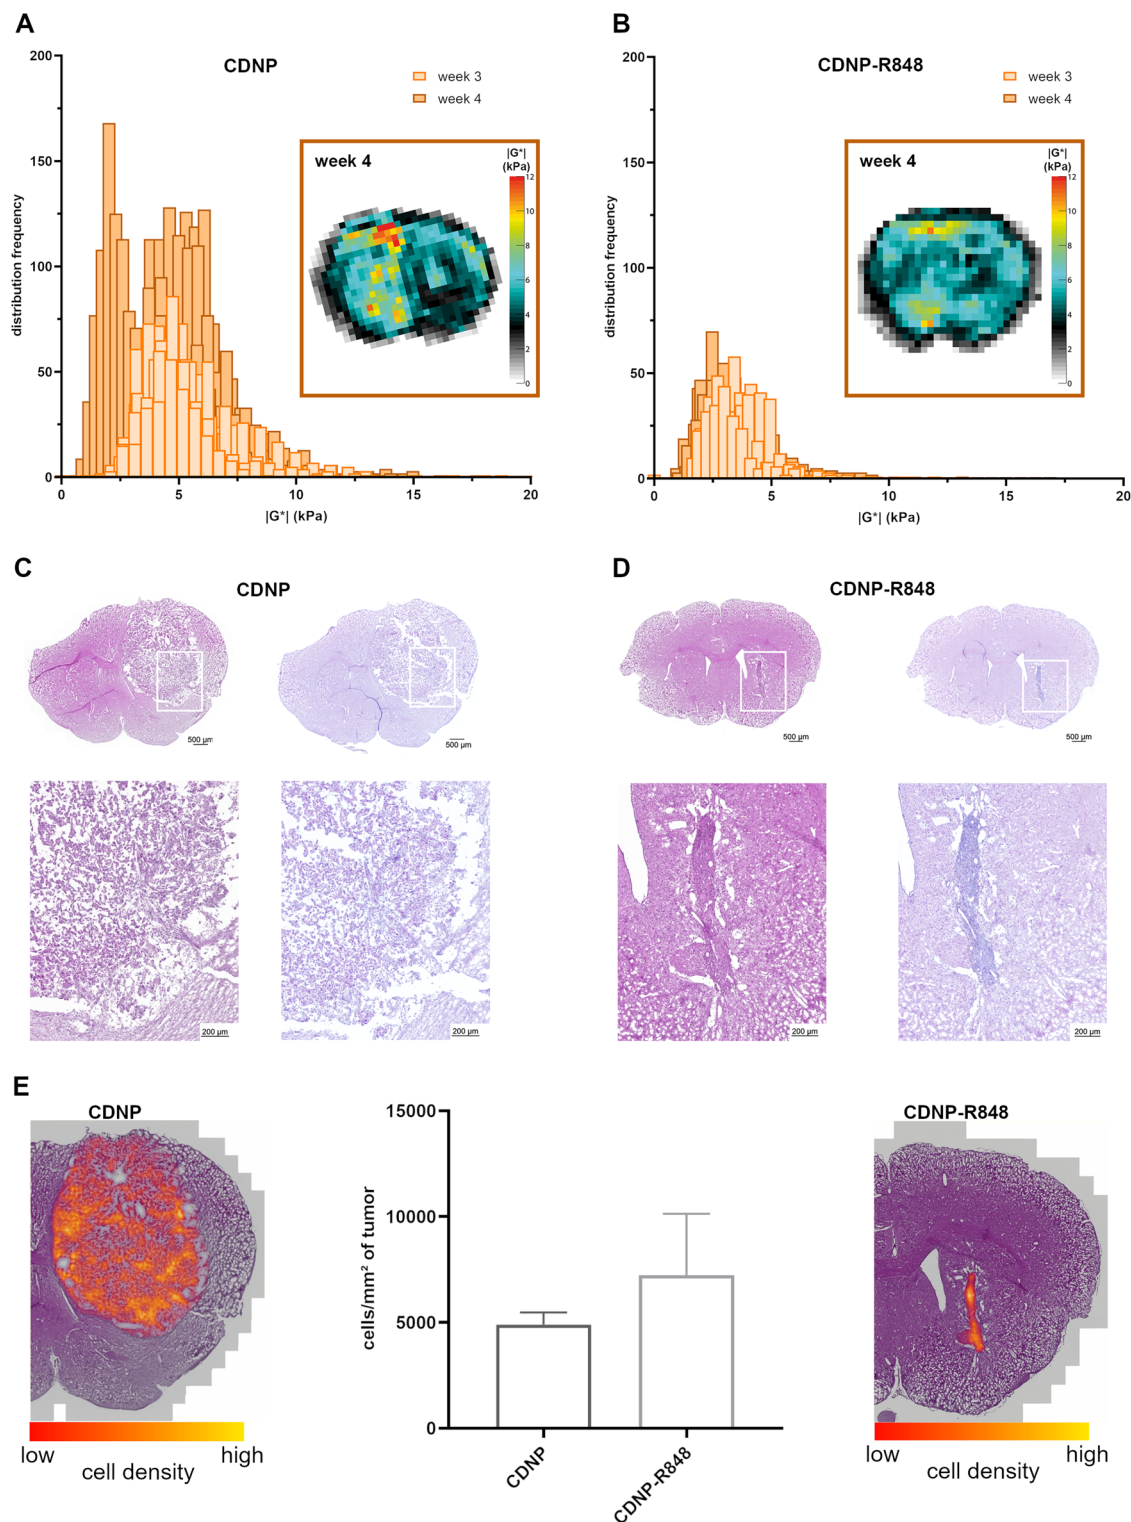 A
CDNP
week 3
week 4
200
150
100
50
0
distribution frequency
0
5
10
15
20
|G*| (kPa)
week 4
|G*|
(kPa)
12
10
8
6
4
2
0
B
CDNP-R848
week 3
week 4
200
150
100
50
0
distribution frequency
0
5
10
15
20
|G*| (kPa)
week 4
|G*|
(kPa)
12
10
8
6
4
2
0
C
CDNP
500 µm
500 µm
200 µm
200 µm
D
CDNP-R848
500 µm
500 µm
200 µm
200 µm
E
CDNP
low
high
cell density
15000
10000
5000
0
cells/mm² of tumor
CDNP
CDNP-R848
CDNP-R848
low
high
cell density